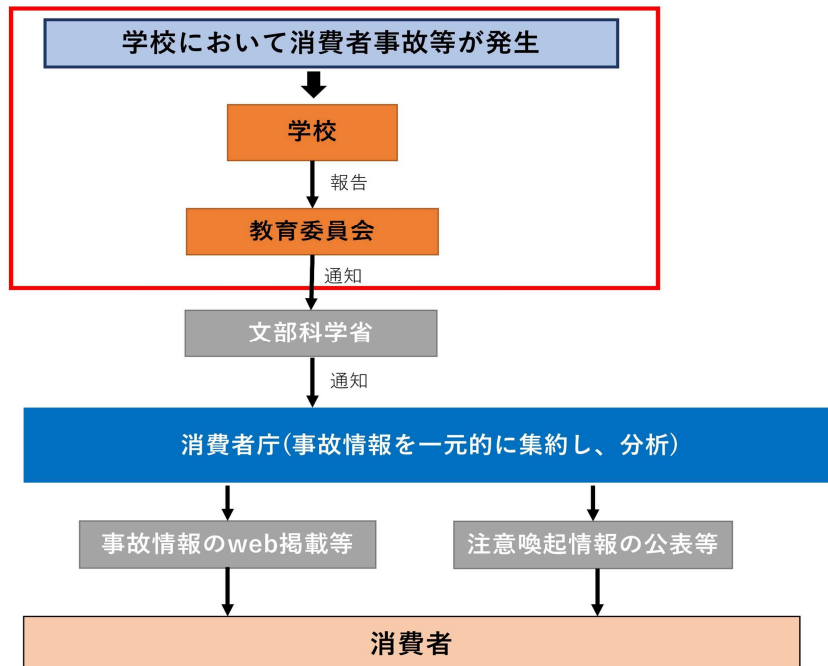 学校において消費者事故等が発生
学校
報告
教育委員会
通知
文部科学省
通知
消費者庁(事故情報を一元的に集約し、分析)
事故情報のweb掲載等
注意喚起情報の公表等
消費者